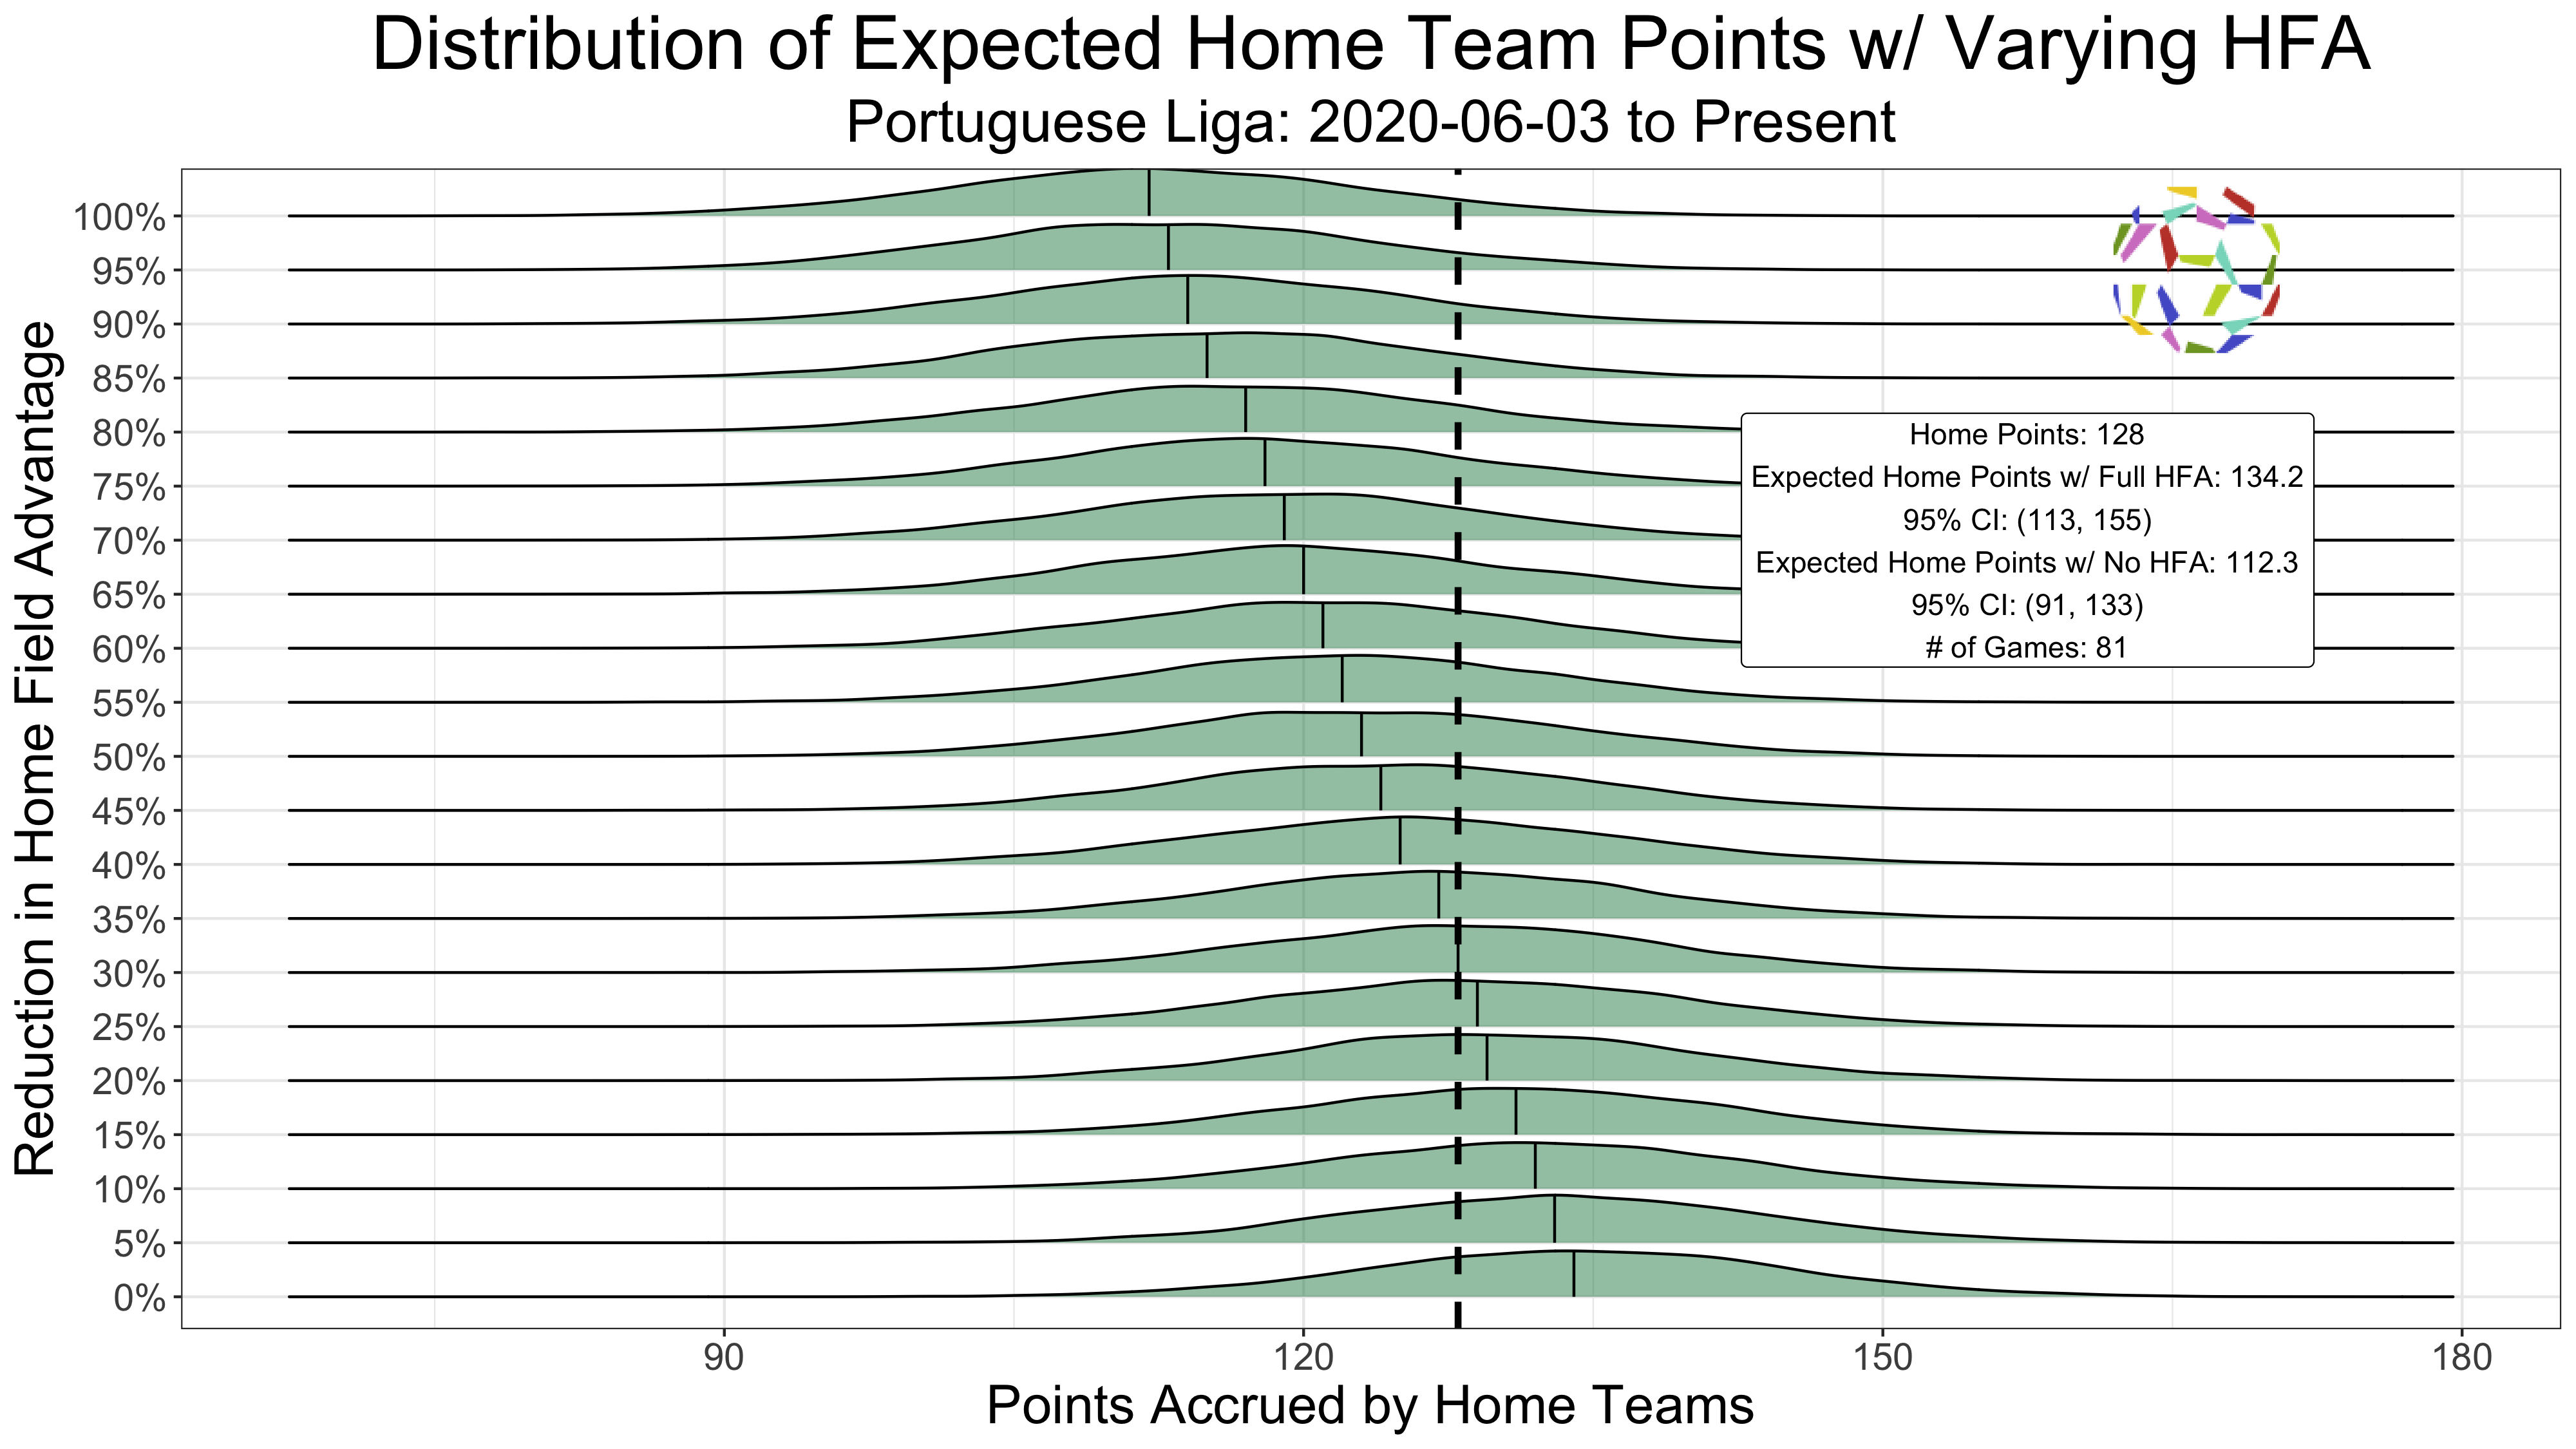 Distribution of Expected Home Team Points w/ Varying HFA
Portuguese Liga: 2020-06-03 to Present
Reduction in Home Field Advantage
100%
95%
90%
85%
80%
75%
70%
65%
60%
55%
50%
45%
40%
35%
30%
25%
20%
15%
10%
5%
0%
Home Points: 128
Expected Home Points w/ Full HFA: 134.2
95% CI: (113, 155)
Expected Home Points w/ No HFA: 112.3
95% CI: (91, 133)
# of Games: 81
90 120 150 180
Points Accrued by Home Teams